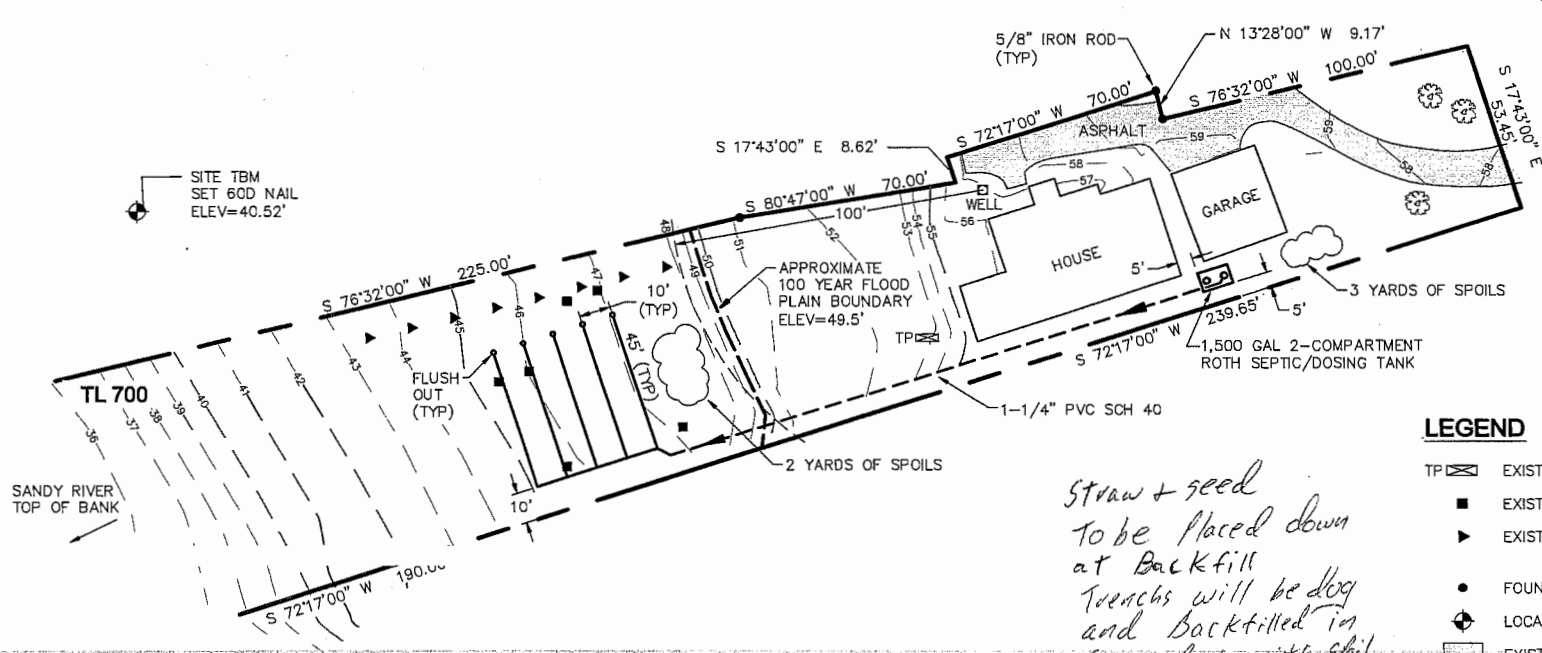 5/8" IRON ROD
(TYP)
N 13°28'00" W 9.17'
S 76°32'00" W 100.00'
S 17°43'00" E
53.45'
S 72°17'00" W 70.00'
ASPHALT
59
59
58
58
58
57
S 17°43'00" E 8.62'
SITE TBM
SET 60D NAIL
ELEV=40.52'
S 80°47'00" W 70.00'
100'
WELL
56
55
54
53
52
51
50
49
48
GARAGE
HOUSE
5'
APPROXIMATE
100 YEAR FLOOD
PLAIN BOUNDARY
ELEV=49.5'
3 YARDS OF SPOILS
S 76°32'00" W 225.00'
47
46
45
44
43
42
41
40
39
38
37
36
10'
(TYP)
45'
(TYP)
TP
S 72°17'00" W 239.65'
5'
1,500 GAL 2-COMPARTMENT
ROTH SEPTIC/DOSING TANK
FLUSH
OUT
(TYP)
TL 700
1-1/4" PVC SCH 40
2 YARDS OF SPOILS
10'
SANDY RIVER
TOP OF BANK
S 72°17'00" W 190.00
LEGEND
TP EXIST
EXIST
EXIST
FOUN
LOCA
EXIST
Straw + seed
To be placed down
at Backfill
Trenchs will be dug
and Backfilled in